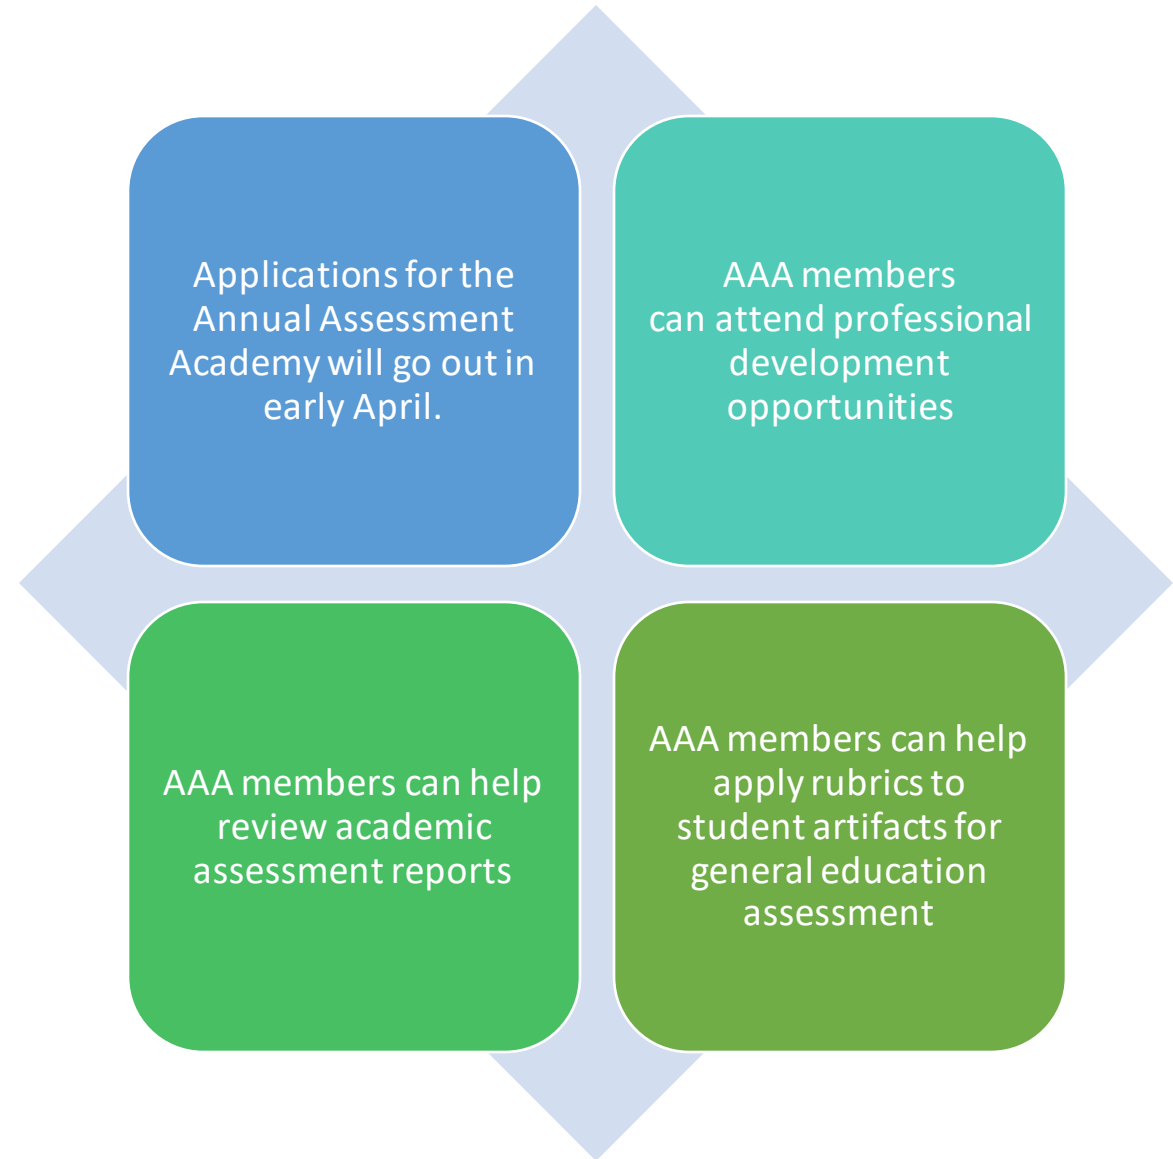 Applications for the
Annual Assessment
Academy will go out in
early April.
AAA members
can attend professional
development
opportunities
AAA members can help
review academic
assessment reports
AAA members can help
apply rubrics to
student artifacts for
general education
assessment